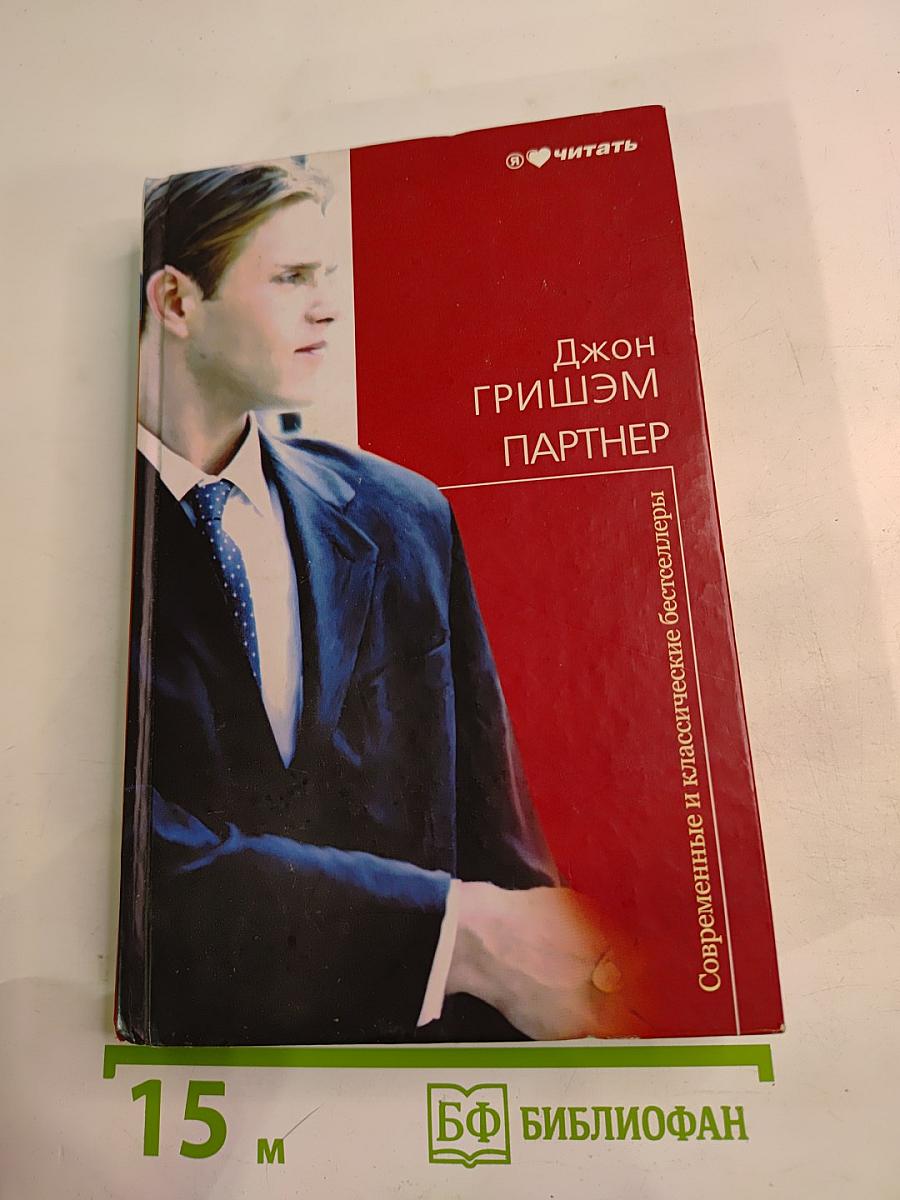 Я ♥ читать
Джон
ГРИШЭМ
ПАРТНЕР
Современные и классические бестселлеры
15 м
БФ БИБЛИОФАН